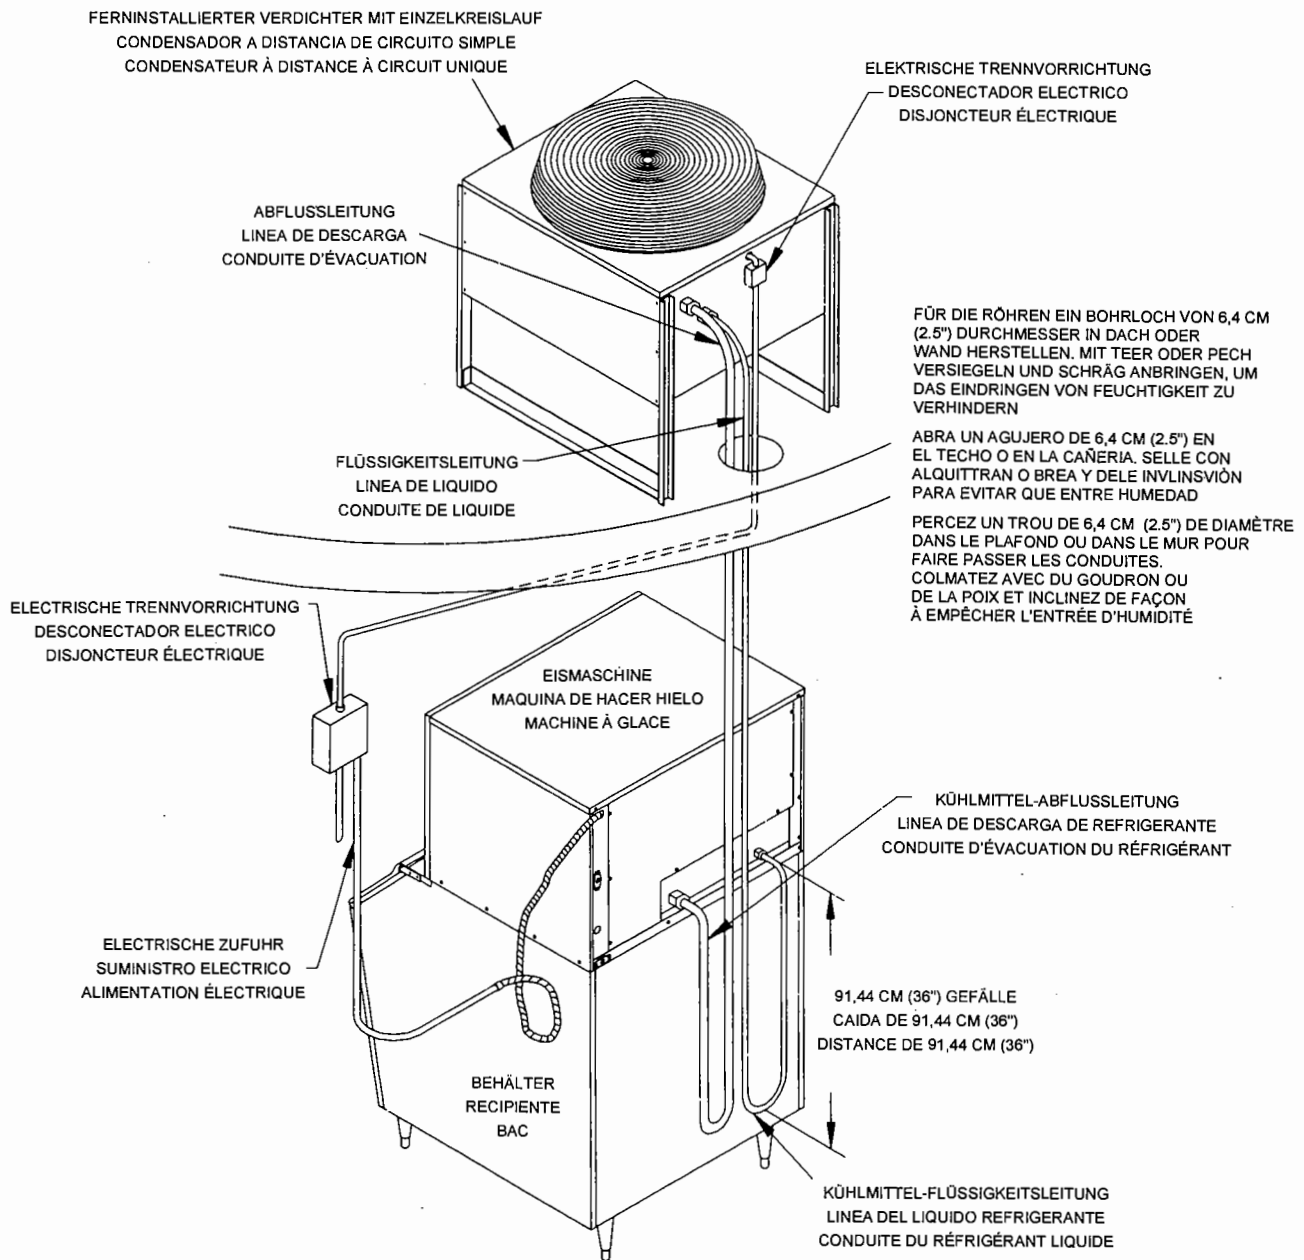 FERNINSTALLIERTER VERDICHTER MIT EINZELKREISLAUF
CONDENSADOR A DISTANCIA DE CIRCUITO SIMPLE
CONDENSATEUR À DISTANCE À CIRCUIT UNIQUE
ELEKTRISCHE TRENNVORRICHTUNG
DESCONECTADOR ELECTRICO
DISJONCTEUR ÉLECTRIQUE
ABFLUSSLEITUNG
LINEA DE DESCARGA
CONDUITE D'ÉVACUATION
FÜR DIE RÖHREN EIN BOHRLOCH VON 6,4 CM
(2.5") DURCHMESSER IN DACH ODER
WAND HERSTELLEN. MIT TEER ODER PECH
VERSIEGELN UND SCHRÄG ANBRINGEN, UM
DAS EINDRINGEN VON FEUCHTIGKEIT ZU
VERHINDERN
ABRA UN AGUJERO DE 6,4 CM (2.5") EN
EL TECHO O EN LA CAÑERIA. SELLE CON
ALQUITTRAN O BREA Y DELE INVLINSVIÒN
PARA EVITAR QUE ENTRE HUMEDAD
PERCEZ UN TROU DE 6,4 CM (2.5") DE DIAMÈTRE
DANS LE PLAFOND OU DANS LE MUR POUR
FAIRE PASSER LES CONDUITES.
COLMATEZ AVEC DU GOUDRON OU
DE LA POIX ET INCLINEZ DE FAÇON
À EMPÊCHER L'ENTRÉE D'HUMIDITÉ
FLÜSSIGKEITSLEITUNG
LINEA DE LIQUIDO
CONDUITE DE LIQUIDE
ELECTRISCHE TRENNVORRICHTUNG
DESCONECTADOR ELECTRICO
DISJONCTEUR ÉLECTRIQUE
EISMASCHINE
MAQUINA DE HACER HIELO
MACHINE À GLACE
KÜHLMITTEL-ABFLUSSLEITUNG
LINEA DE DESCARGA DE REFRIGERANTE
CONDUITE D'ÉVACUATION DU RÉFRIGÉRANT
ELECTRISCHE ZUFUHR
SUMINISTRO ELECTRICO
ALIMENTATION ÉLECTRIQUE
91,44 CM (36") GEFÄLLE
CAIDA DE 91,44 CM (36")
DISTANCE DE 91,44 CM (36")
BEHÄLTER
RECIPIENTE
BAC
KÜHLMITTEL-FLÜSSIGKEITSLEITUNG
LINEA DEL LIQUIDO REFRIGERANTE
CONDUITE DU RÉFRIGÉRANT LIQUIDE